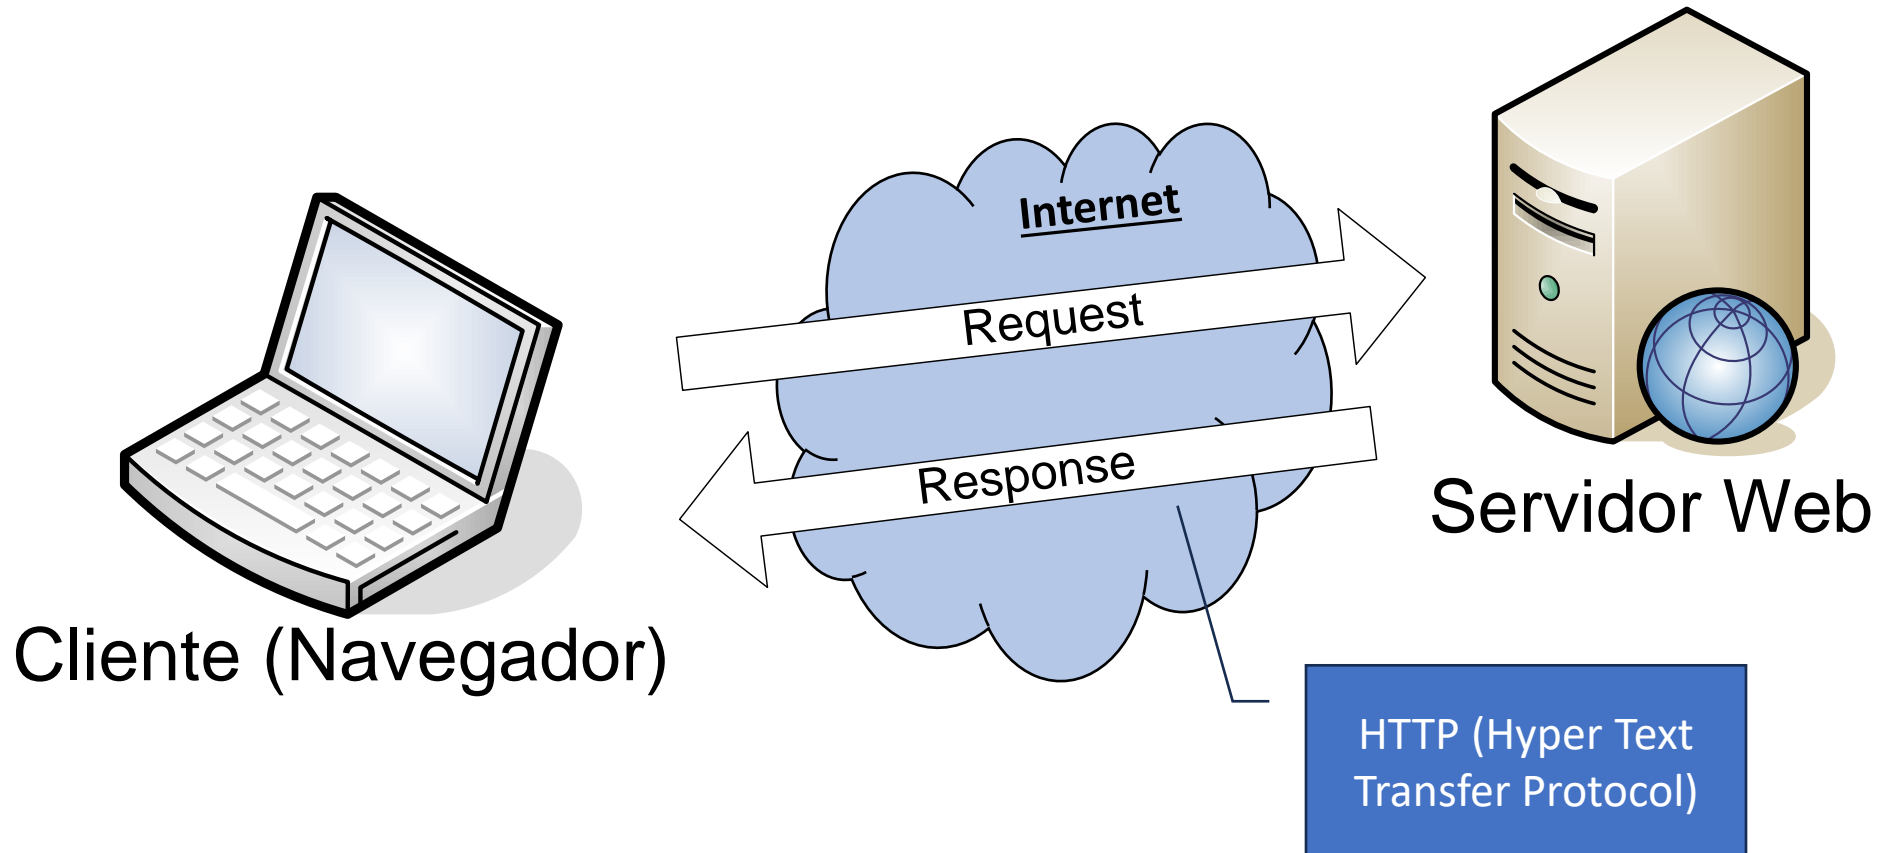 Internet
Request
Response
Servidor Web
Cliente (Navegador)
HTTP (Hyper Text
Transfer Protocol)